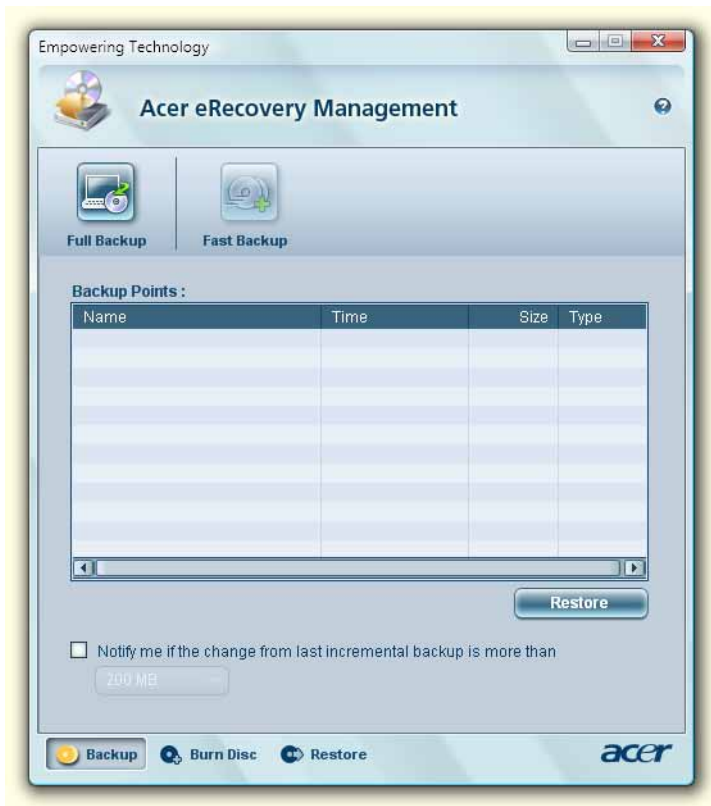 Empowering Technology
Acer eRecovery Management
Full Backup
Fast Backup
Backup Points :
Name Time Size Type
Restore
Notify me if the change from last incremental backup is more than
200 MB
Backup Burn Disc Restore
acer